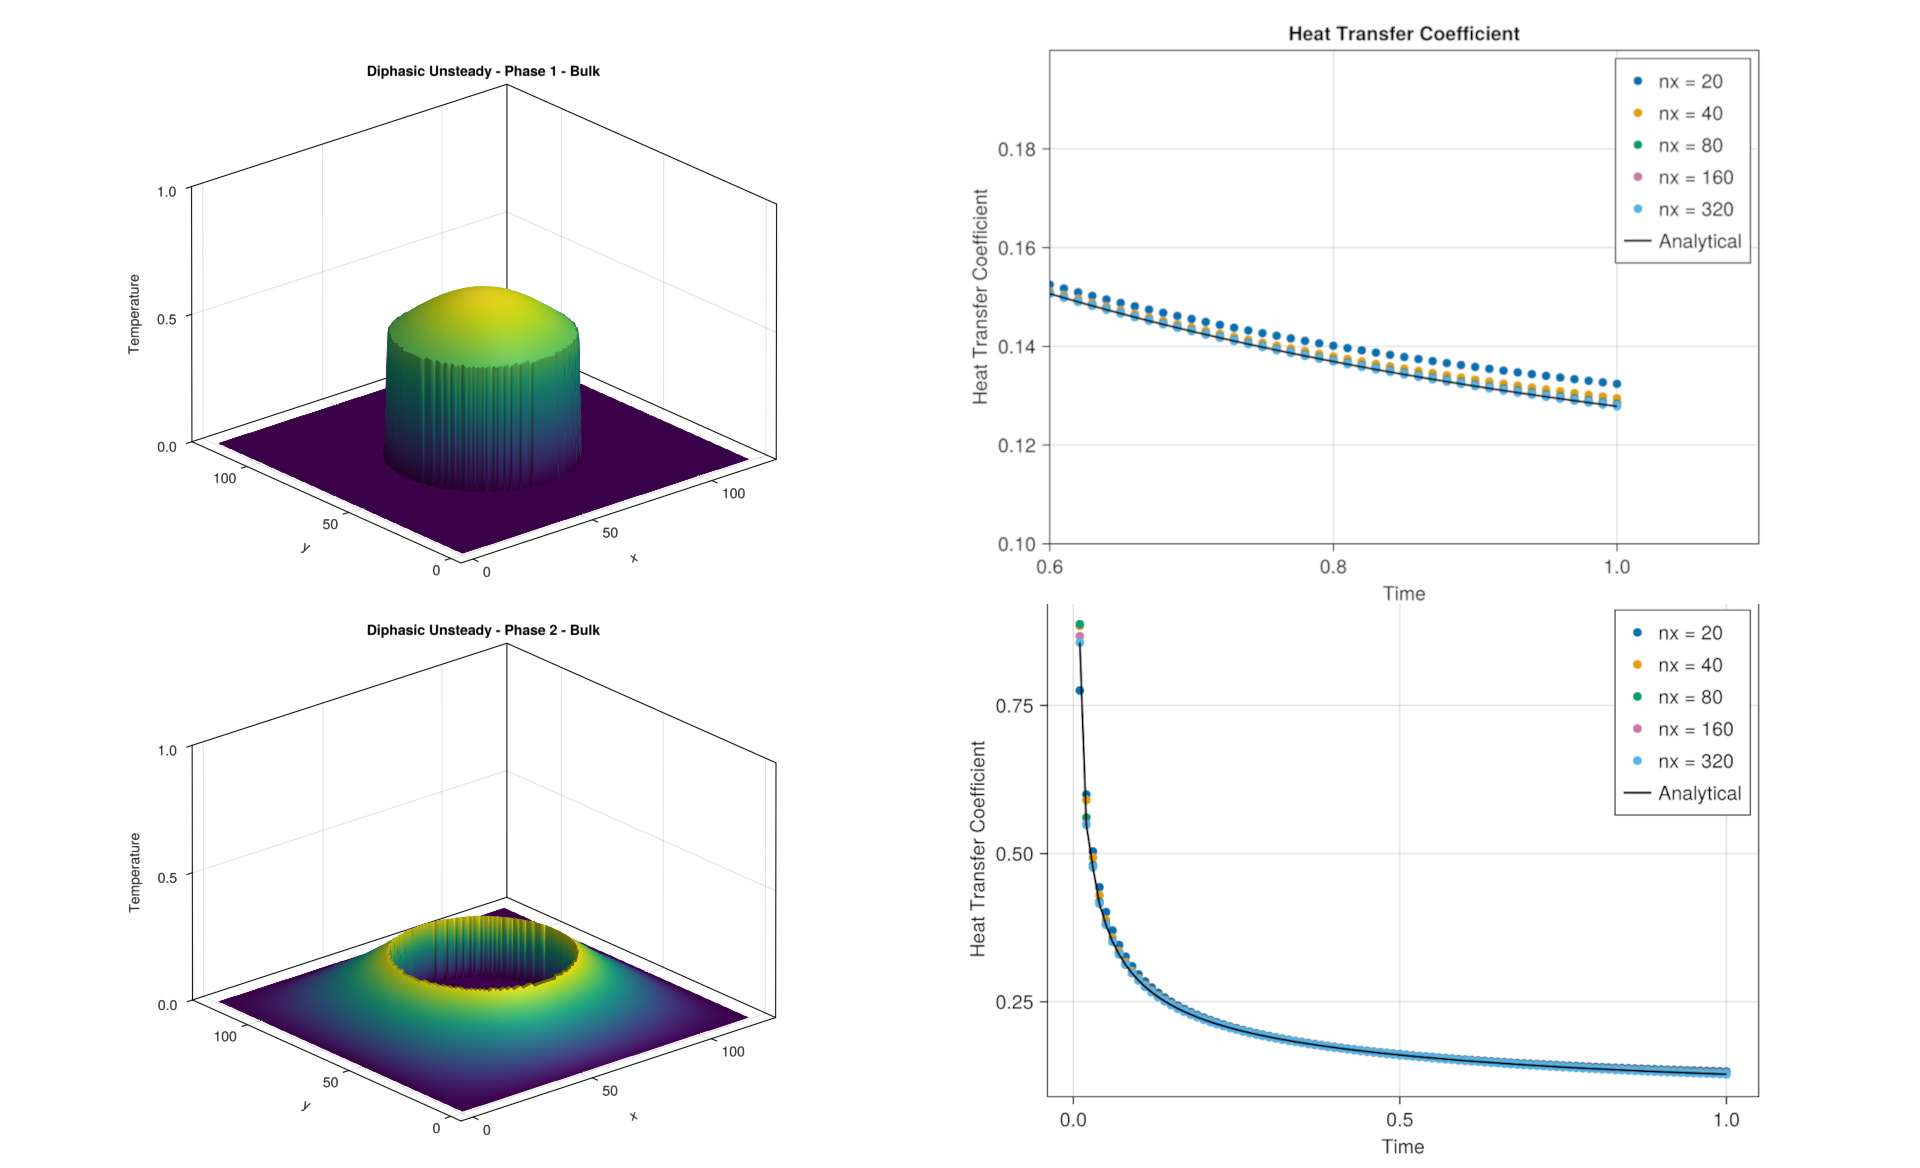 Diphasic Unsteady - Phase 1 - Bulk
1.0
0.5
0.0
Temperature
100
50
0
y
0
50
100
x
Heat Transfer Coefficient
nx = 20
nx = 40
nx = 80
nx = 160
nx = 320
Analytical
0.18
0.16
0.14
0.12
0.10
Heat Transfer Coefficient
0.6
0.8
1.0
Time
Diphasic Unsteady - Phase 2 - Bulk
1.0
0.5
0.0
Temperature
100
50
0
y
0
50
100
x
nx = 20
nx = 40
nx = 80
nx = 160
nx = 320
Analytical
0.75
0.50
0.25
Heat Transfer Coefficient
0.0
0.5
1.0
Time